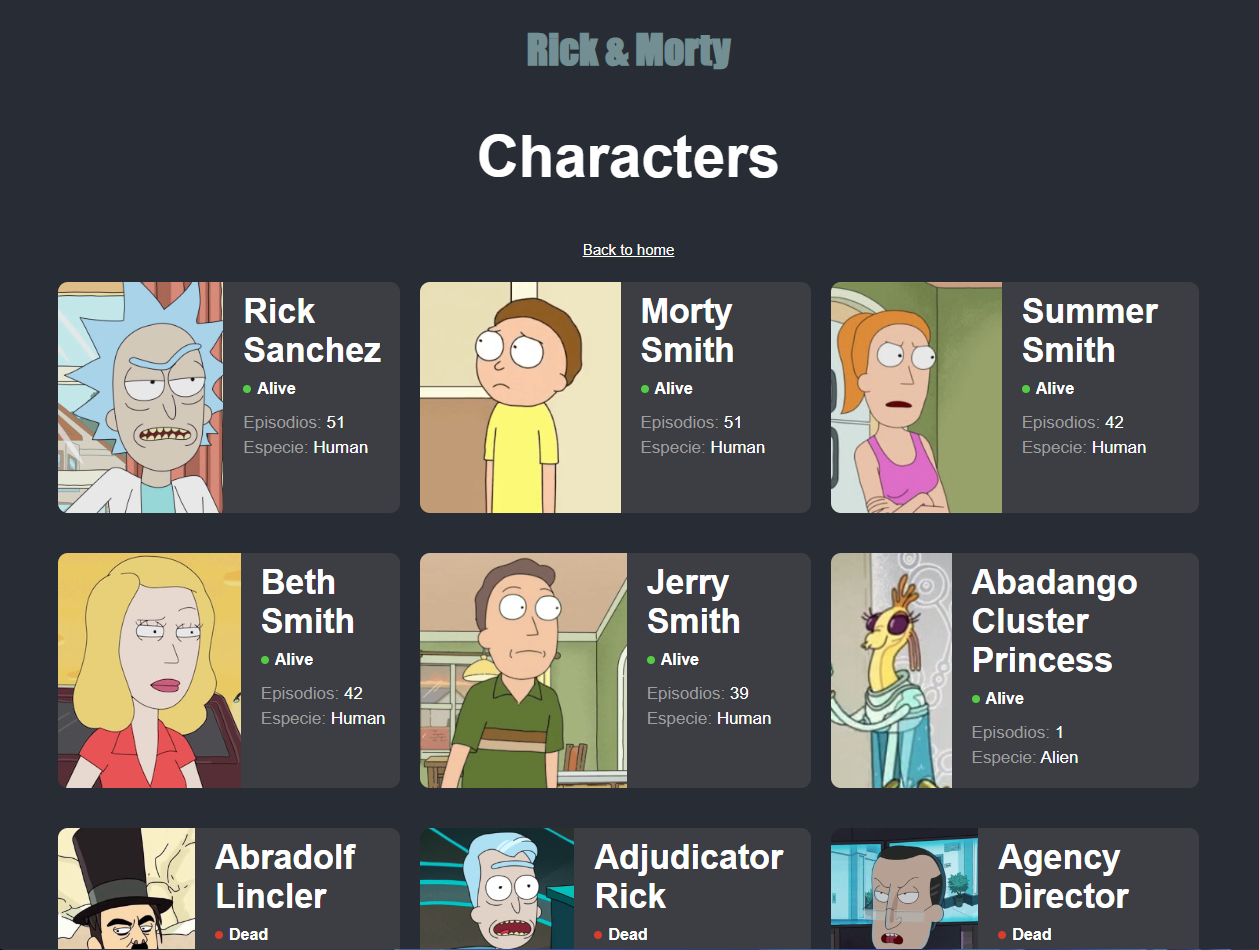 Rick & Morty
Characters
Back to home
Rick
Sanchez
Alive
Episodios: 51
Especie: Human
Morty
Smith
Alive
Episodios: 51
Especie: Human
Summer
Smith
Alive
Episodios: 42
Especie: Human
Beth
Smith
Alive
Episodios: 42
Especie: Human
Jerry
Smith
Alive
Episodios: 39
Especie: Human
Abadango
Cluster
Princess
Alive
Episodios: 1
Especie: Alien
Abradolf
Lincler
Dead
Adjudicator
Rick
Dead
Agency
Director
Dead